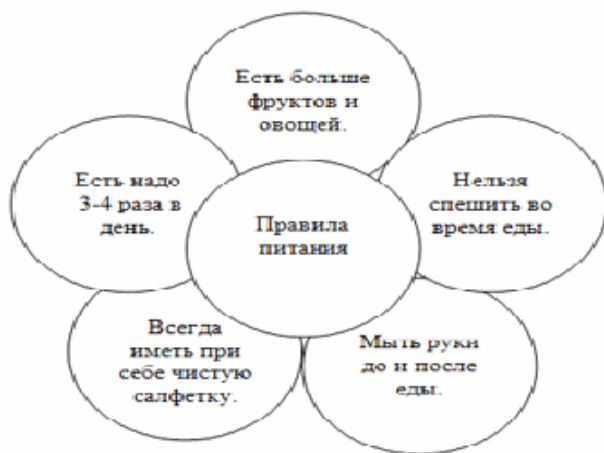 Есть больше
фруктов и
овощей.
Есть надо
3-4 раза в
день.
Нельзя
спешить во
время еды.
Правила
питания
Всегда
иметь при
себе чистую
салфетку.
Мыть руки
до и после
еды.